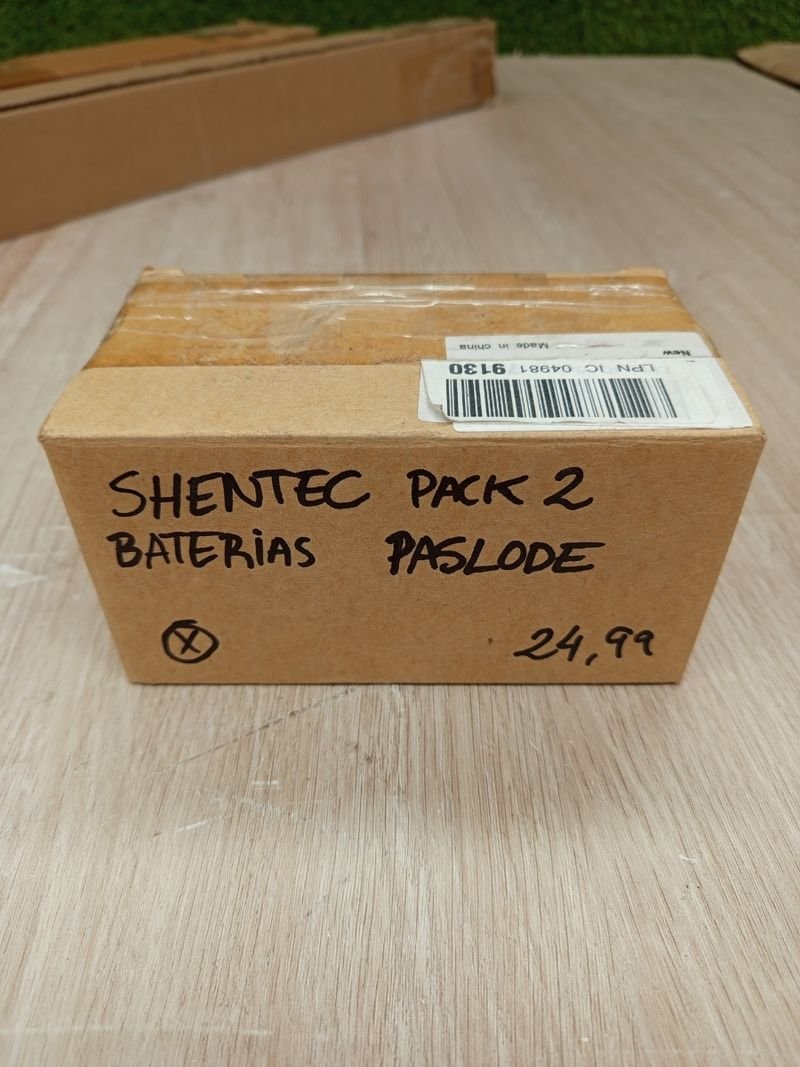 New
Made in china
LPN IC 04981 9130
SHENTEC PACK 2
BATERiAS PASLODE
X 24,99